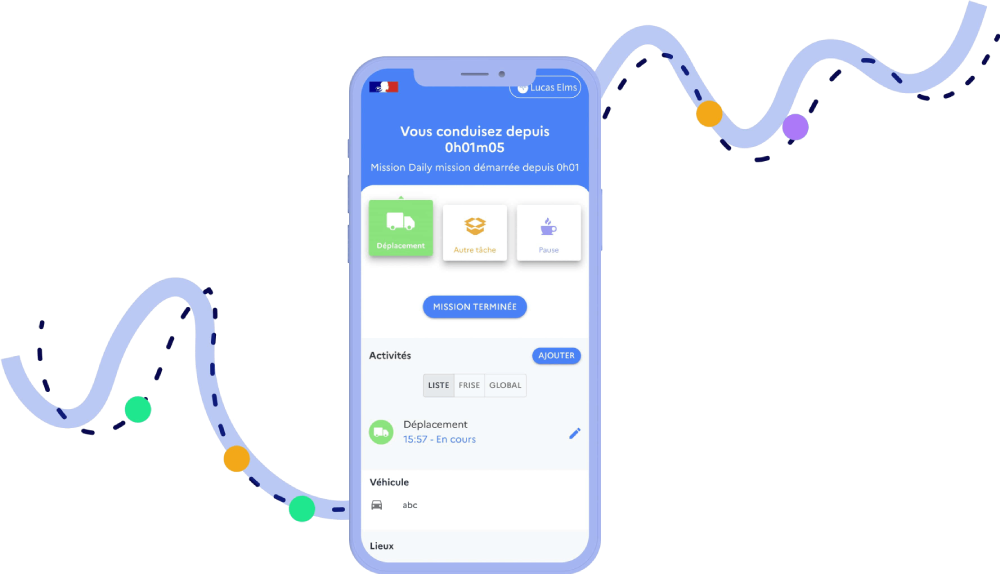 Lucas Elms
Vous conduisez depuis
0h01m05
Mission Daily mission démarrée depuis 0h01
Déplacement
Autre tâche
Pause
MISSION TERMINÉE
Activités
AJOUTER
LISTE
FRISE
GLOBAL
Déplacement
15:57 - En cours
Véhicule
abc
Lieux